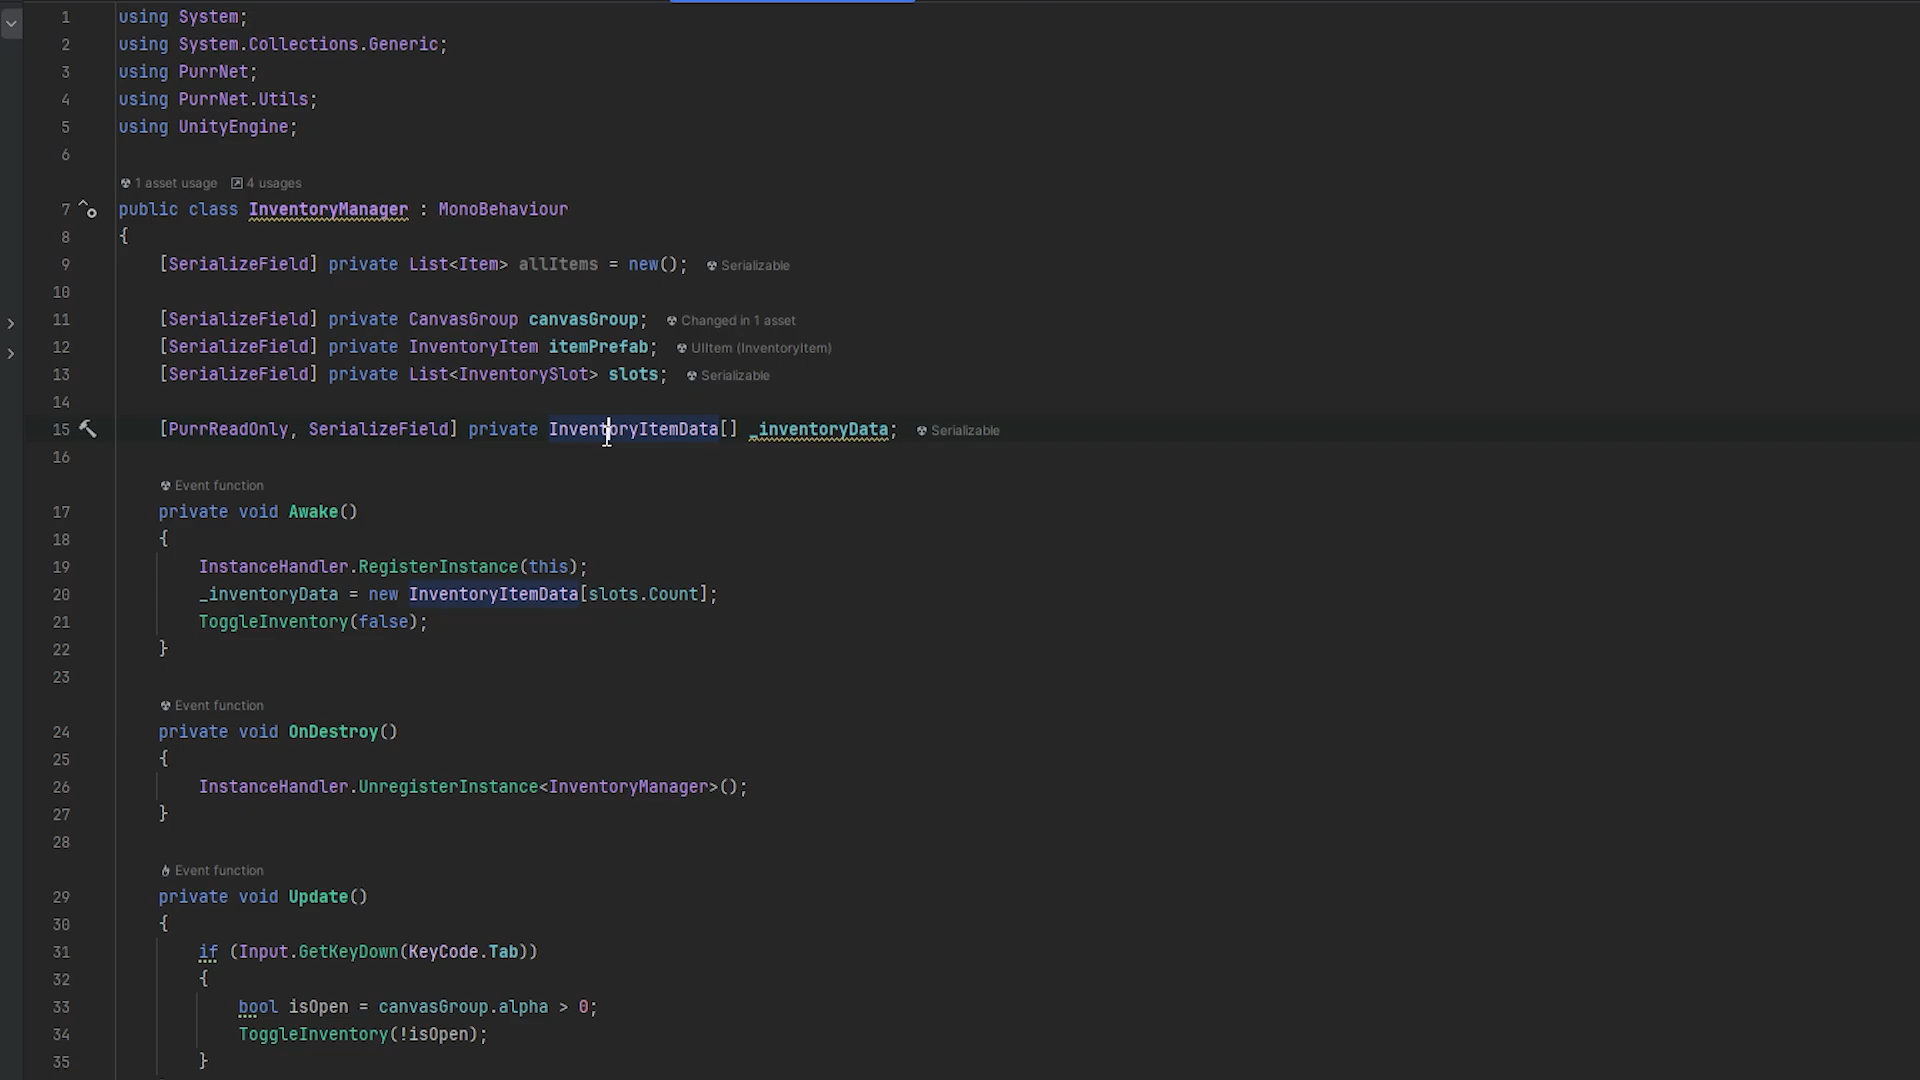 1 using System;
2 using System.Collections.Generic;
3 using PurrNet;
4 using PurrNet.Utils;
5 using UnityEngine;
6
1 asset usage 4 usages
7 public class InventoryManager : MonoBehaviour
8 {
9 [SerializeField] private List<Item> allItems = new(); Serializable
10
11 [SerializeField] private CanvasGroup canvasGroup; Changed in 1 asset
12 [SerializeField] private InventoryItem itemPrefab; UIItem (InventoryItem)
13 [SerializeField] private List<InventorySlot> slots; Serializable
14
15 [PurrReadOnly, SerializeField] private InventoryItemData[] _inventoryData; Serializable
16
Event function
17 private void Awake()
18 {
19 InstanceHandler.RegisterInstance(this);
20 _inventoryData = new InventoryItemData[slots.Count];
21 ToggleInventory(false);
22 }
23
Event function
24 private void OnDestroy()
25 {
26 InstanceHandler.UnregisterInstance<InventoryManager>();
27 }
28
Event function
29 private void Update()
30 {
31 if (Input.GetKeyDown(KeyCode.Tab))
32 {
33 bool isOpen = canvasGroup.alpha > 0;
34 ToggleInventory(!isOpen);
35 }